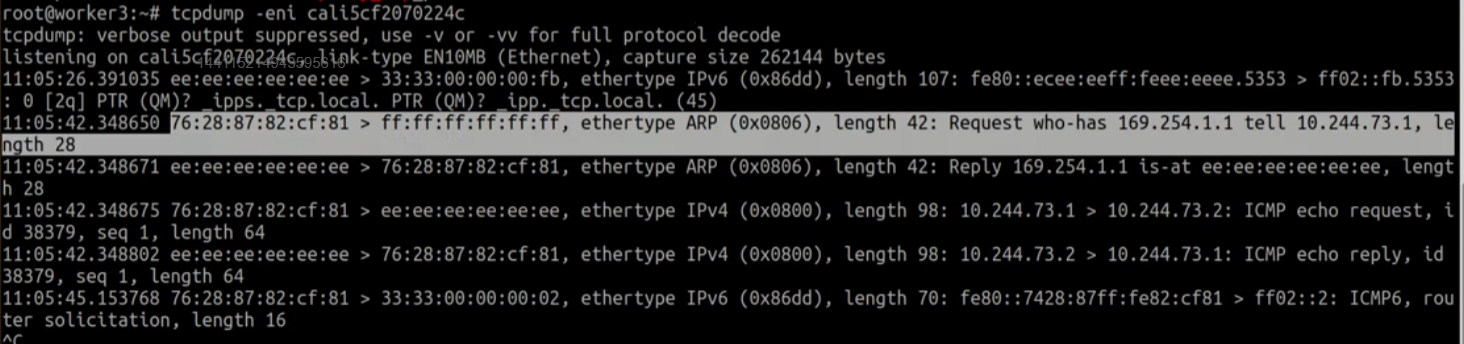 root@worker3:~# tcpdump -eni cali5cf2070224c
tcpdump: verbose output suppressed, use -v or -vv for full protocol decode
listening on cali5cf2070224c, link-type EN10MB (Ethernet), capture size 262144 bytes
11:05:26.391035 ee:ee:ee:ee:ee:ee > 33:33:00:00:00:fb, ethertype IPv6 (0x86dd), length 107: fe80::ecee:eeff:feee:eeee.5353 > ff02::fb.5353
: 0 [2q] PTR (QM)? _ipps._tcp.local. PTR (QM)? _ipp._tcp.local. (45)
11:05:42.348650 76:28:87:82:cf:81 > ff:ff:ff:ff:ff:ff, ethertype ARP (0x0806), length 42: Request who-has 169.254.1.1 tell 10.244.73.1, le
ngth 28
11:05:42.348671 ee:ee:ee:ee:ee:ee > 76:28:87:82:cf:81, ethertype ARP (0x0806), length 42: Reply 169.254.1.1 is-at ee:ee:ee:ee:ee:ee, lengt
h 28
11:05:42.348675 76:28:87:82:cf:81 > ee:ee:ee:ee:ee:ee, ethertype IPv4 (0x0800), length 98: 10.244.73.1 > 10.244.73.2: ICMP echo request, i
d 38379, seq 1, length 64
11:05:42.348802 ee:ee:ee:ee:ee:ee > 76:28:87:82:cf:81, ethertype IPv4 (0x0800), length 98: 10.244.73.2 > 10.244.73.1: ICMP echo reply, id
38379, seq 1, length 64
11:05:45.153768 76:28:87:82:cf:81 > 33:33:00:00:00:02, ethertype IPv6 (0x86dd), length 70: fe80::7428:87ff:fe82:cf81 > ff02::2: ICMP6, rou
ter solicitation, length 16
^C